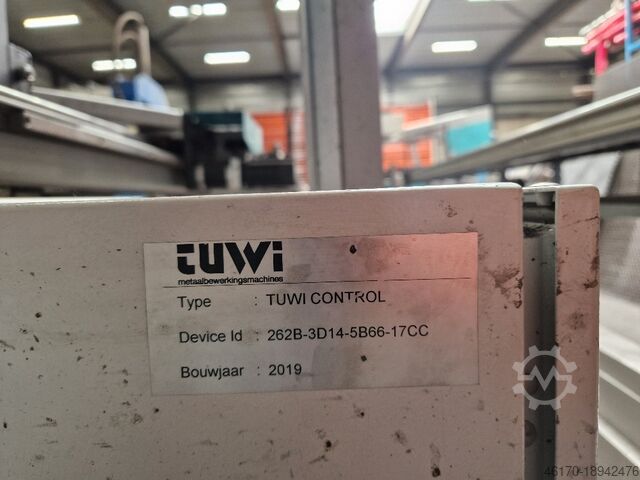 tuwi
metaalbewerkingsmachines
Type : TUWI CONTROL
Device Id : 262B-3D14-5B66-17CC
Bouwjaar : 2019
46170-18942476